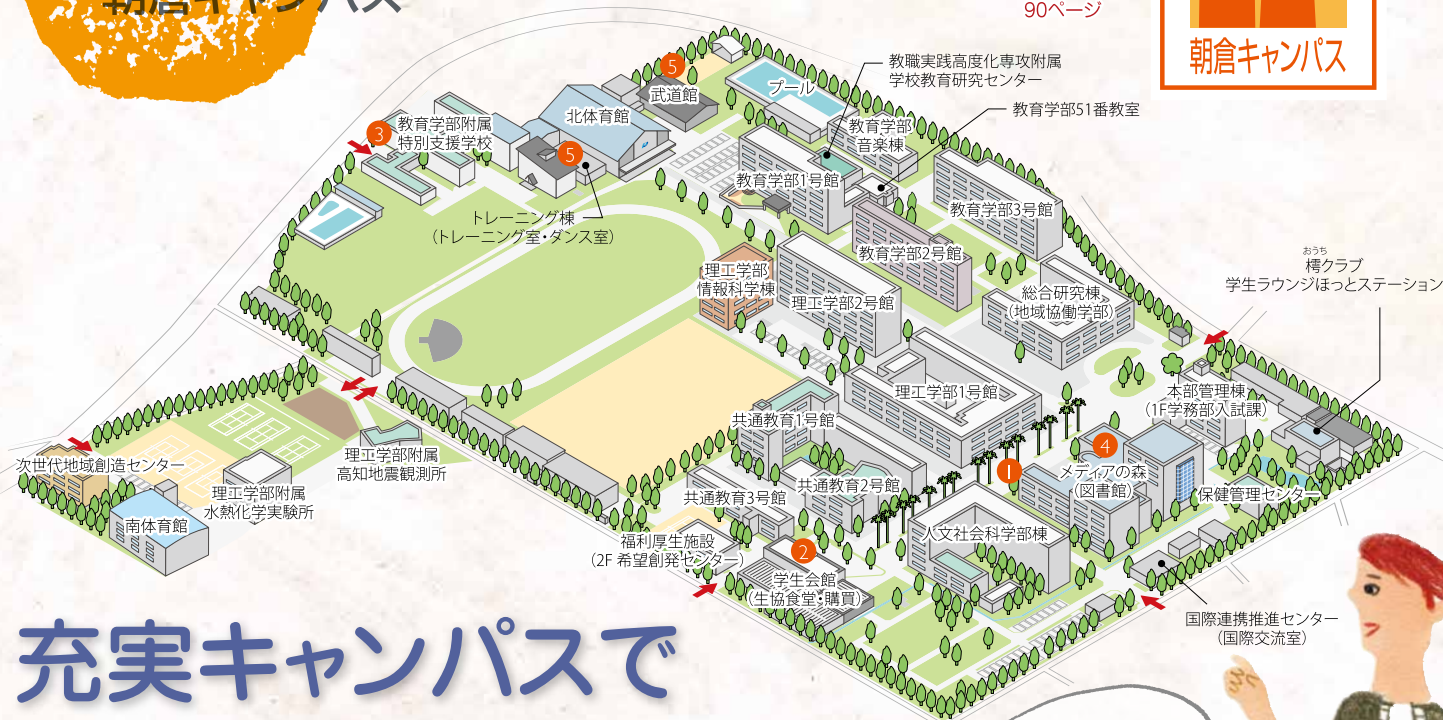 朝倉キャンパス
90ページ
朝倉キャンパス
教職実践高度化専攻附属
学校教育研究センター
教育学部51番教室
5
武道館
プール
北体育館
3
教育学部附属
特別支援学校
教育学部
音楽棟
5
教育学部1号館
教育学部3号館
トレーニング棟
(トレーニング室・ダンス室)
教育学部2号館
理工学部
情報科学棟
理工学部2号館
総合研究棟
(地域協働学部)
おうち
樗クラブ
学生ラウンジほっとステーション
理工学部1号館
本部管理棟
(1F学務部入試課)
共通教育1号館
4
メディアの森
(図書館)
1
保健管理センター
共通教育2号館
共通教育3号館
人文社会科学部棟
福利厚生施設
(2F 希望創発センター)
2
学生会館
(生協食堂・購買)
国際連携推進センター
(国際交流室)
理工学部附属
高知地震観測所
次世代地域創造センター
理工学部附属
水熱化学実験所
南体育館
充実キャンパスで